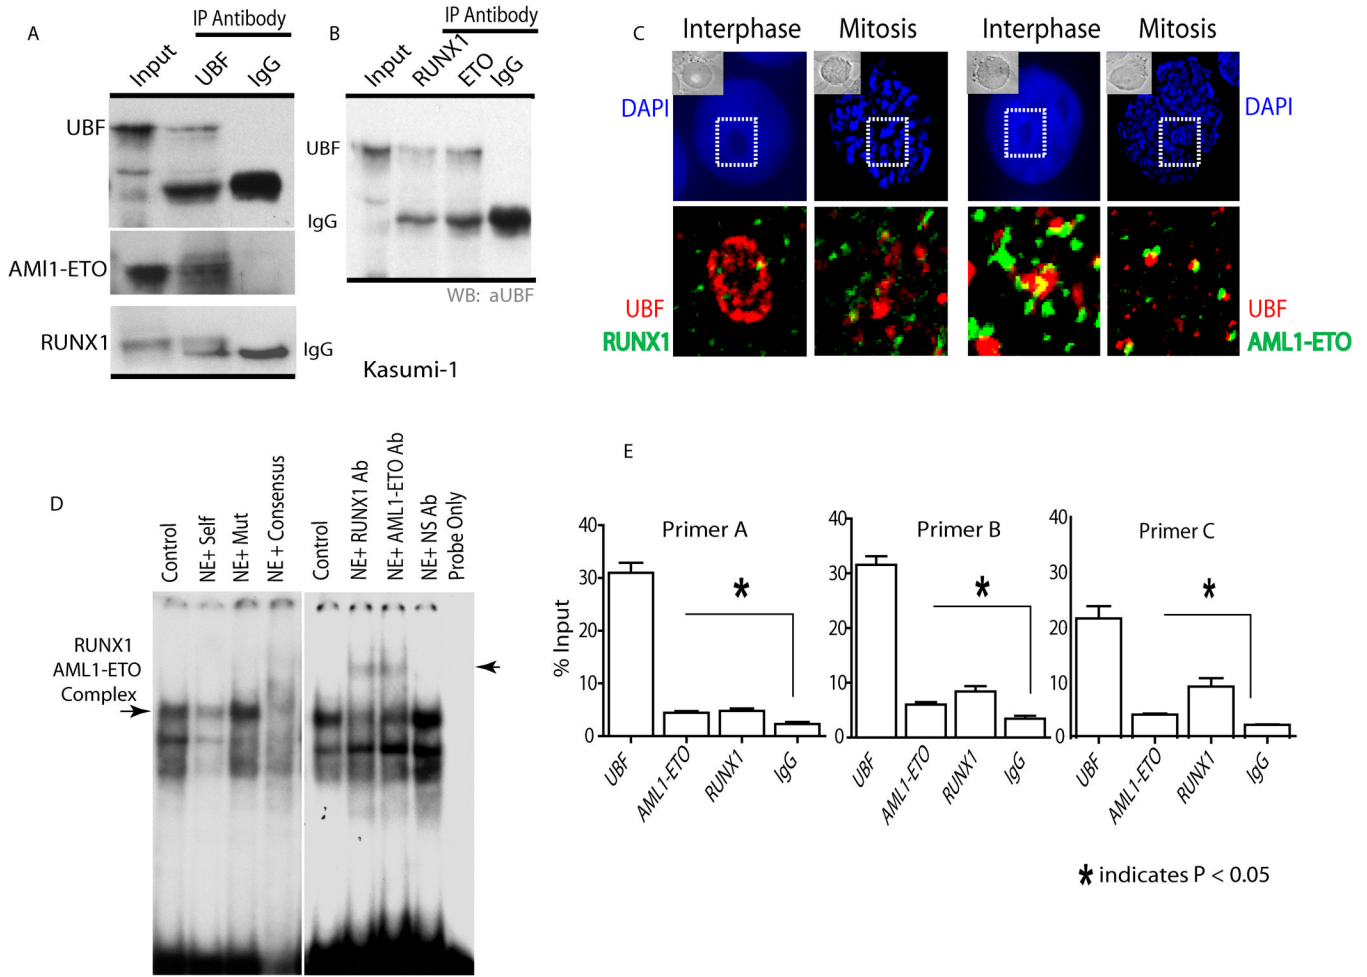 A
IP Antibody
Input
UBF
IgG
UBF
AMl1-ETO
RUNX1
IgG
B
IP Antibody
Input
RUNX1
ETO
IgG
UBF
IgG
WB: aUBF
Kasumi-1
C
Interphase
Mitosis
Interphase
Mitosis
DAPI
DAPI
UBF
RUNX1
UBF
AML1-ETO
D
Control
NE+ Self
NE+ Mut
NE + Consensus
Control
NE+ RUNX1 Ab
NE+ AML1-ETO Ab
NE+ NS Ab
Probe Only
RUNX1
AML1-ETO
Complex
E
Primer A
% Input
40
30
20
10
0
*
UBF
AML1-ETO
RUNX1
IgG
Primer B
40
30
20
10
0
*
UBF
AML1-ETO
RUNX1
IgG
Primer C
40
30
20
10
0
*
UBF
AML1-ETO
RUNX1
IgG
* indicates P < 0.05